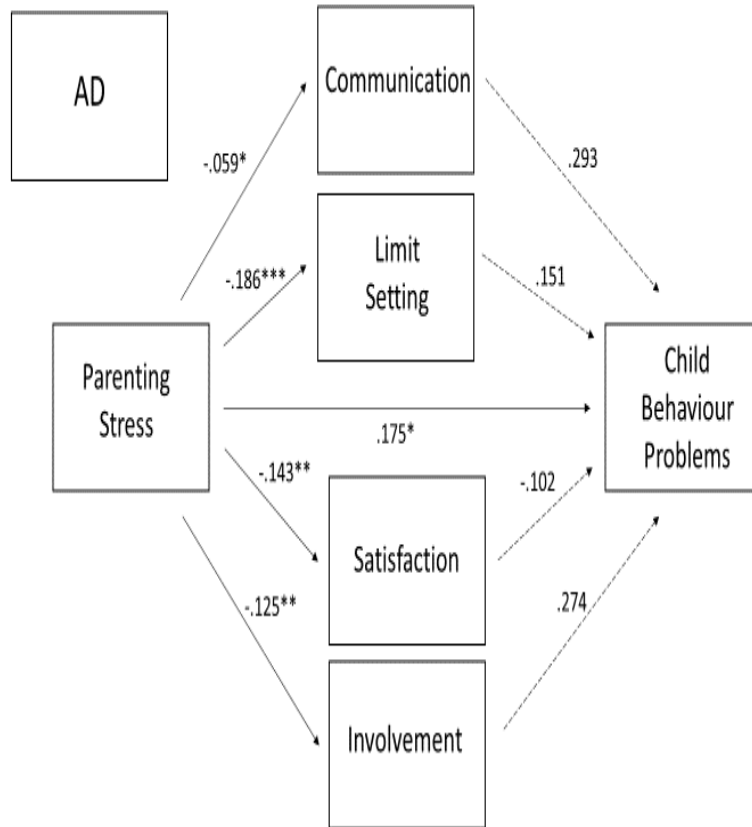 AD
Communication
-.059*
.293
Limit
Setting
-.186***
.151
Parenting
Stress
Child
Behaviour
Problems
.175*
-.143**
-.102
Satisfaction
-.125**
.274
Involvement